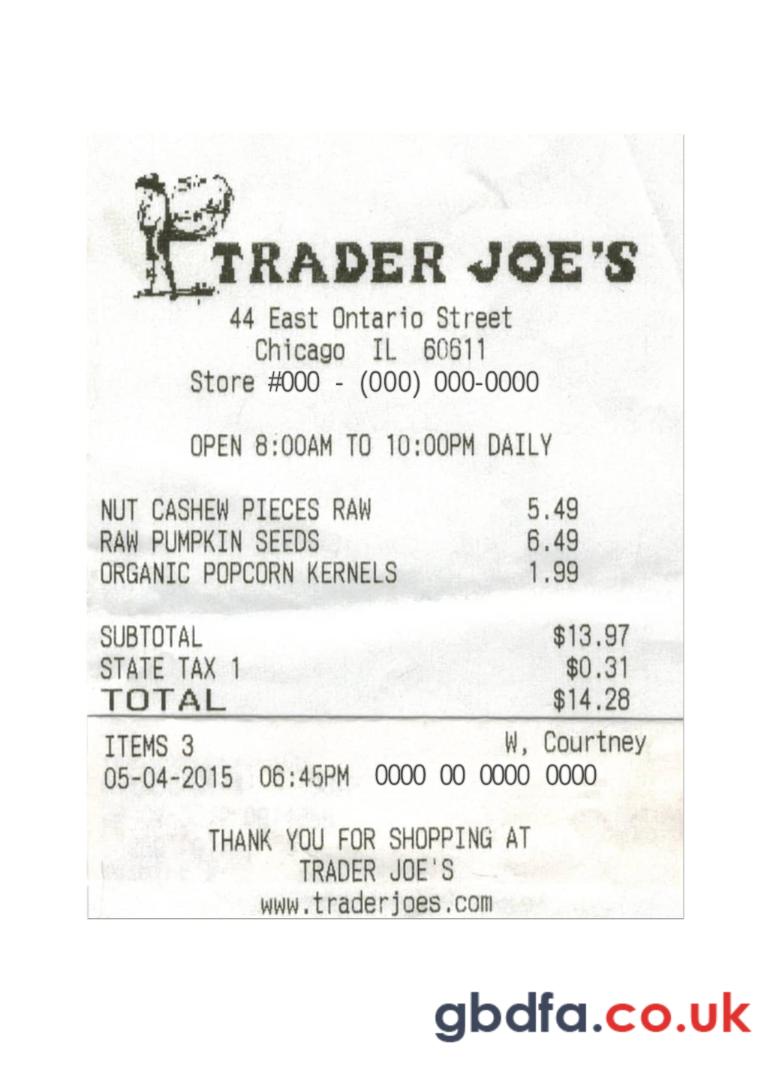 TRADER JOE'S
44 East Ontario Street
Chicago IL 60611
Store #000 - (000) 000-0000
OPEN 8:00AM TO 10:00PM DAILY
NUT CASHEW PIECES RAW 5.49
RAW PUMPKIN SEEDS 6.49
ORGANIC POPCORN KERNELS 1.99
SUBTOTAL $13.97
STATE TAX 1 $0.31
TOTAL $14.28
ITEMS 3 W, Courtney
05-04-2015 06:45PM 0000 00 0000 0000
THANK YOU FOR SHOPPING AT
TRADER JOE'S
www.traderjoes.com
gbdfa.co.uk